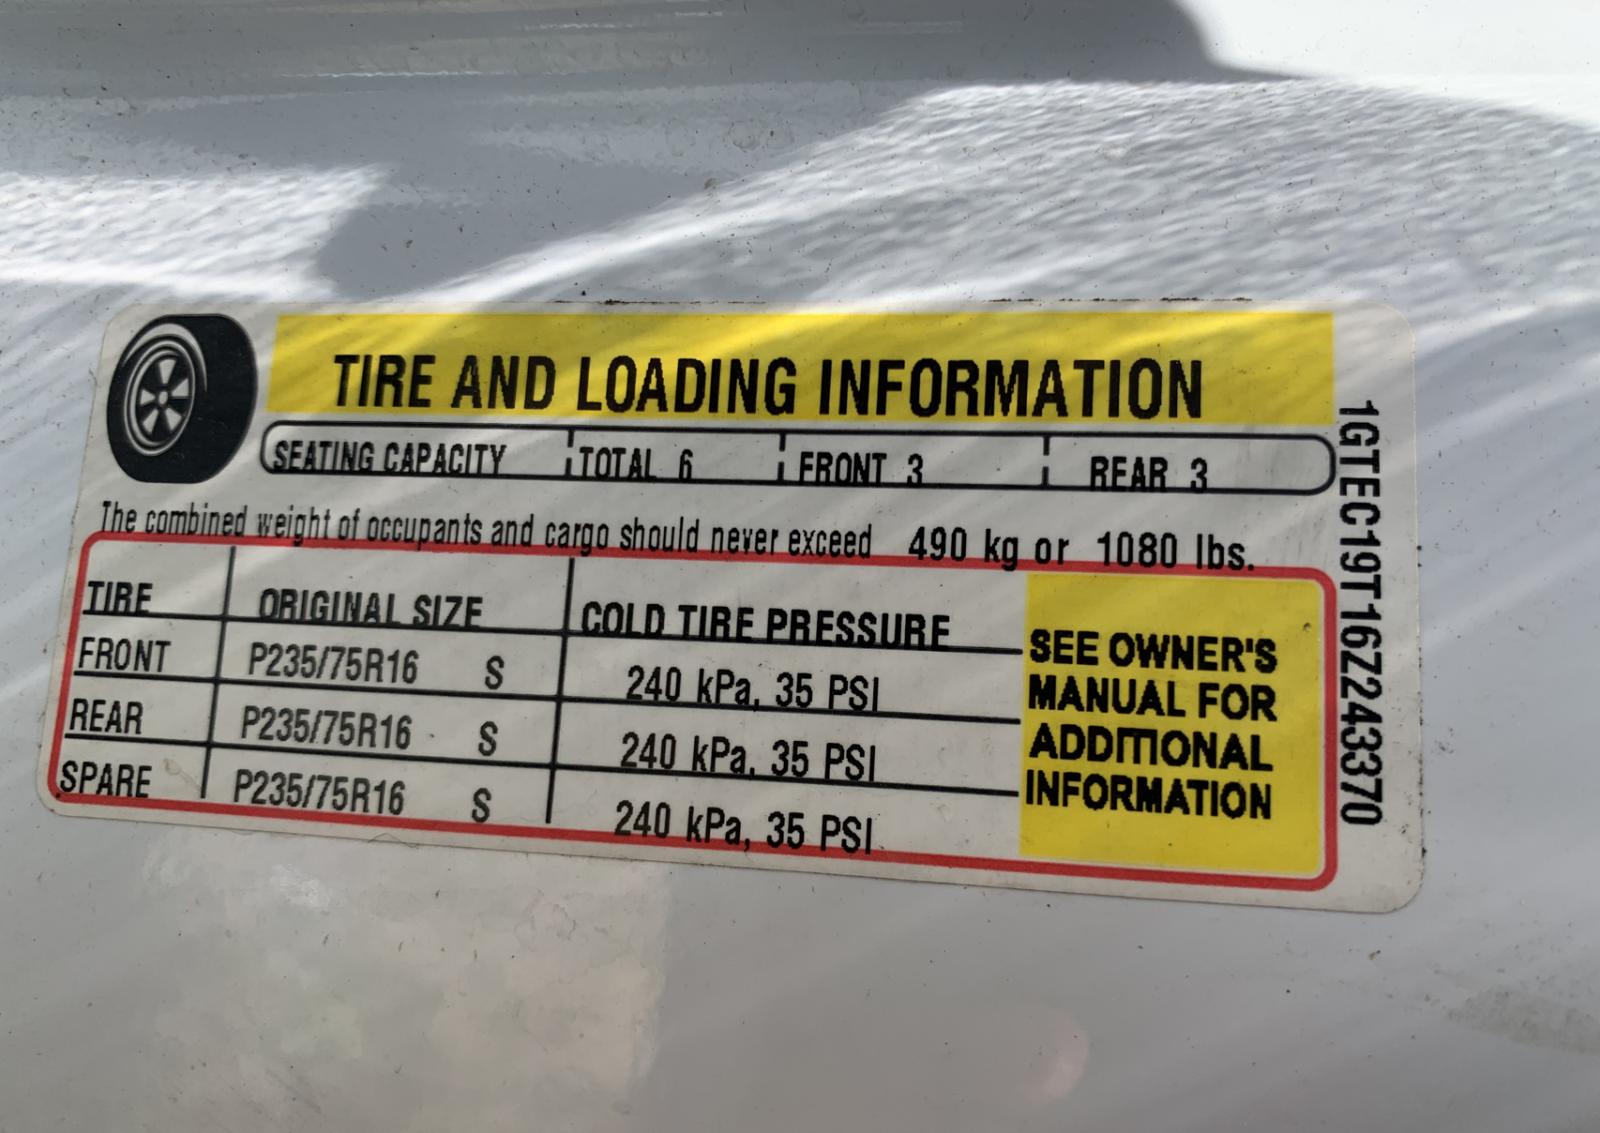 TIRE AND LOADING INFORMATION
SEATING CAPACITY TOTAL 6 FRONT 3 REAR 3
The combined weight of occupants and cargo should never exceed 490 kg or 1080 lbs.
TIRE ORIGINAL SIZE COLD TIRE PRESSURE
FRONT P235/75R16 S 240 kPa, 35 PSI
REAR P235/75R16 S 240 kPa, 35 PSI
SPARE P235/75R16 S 240 kPa, 35 PSI
SEE OWNER'S
MANUAL FOR
ADDITIONAL
INFORMATION
1GTEC19T16Z243370